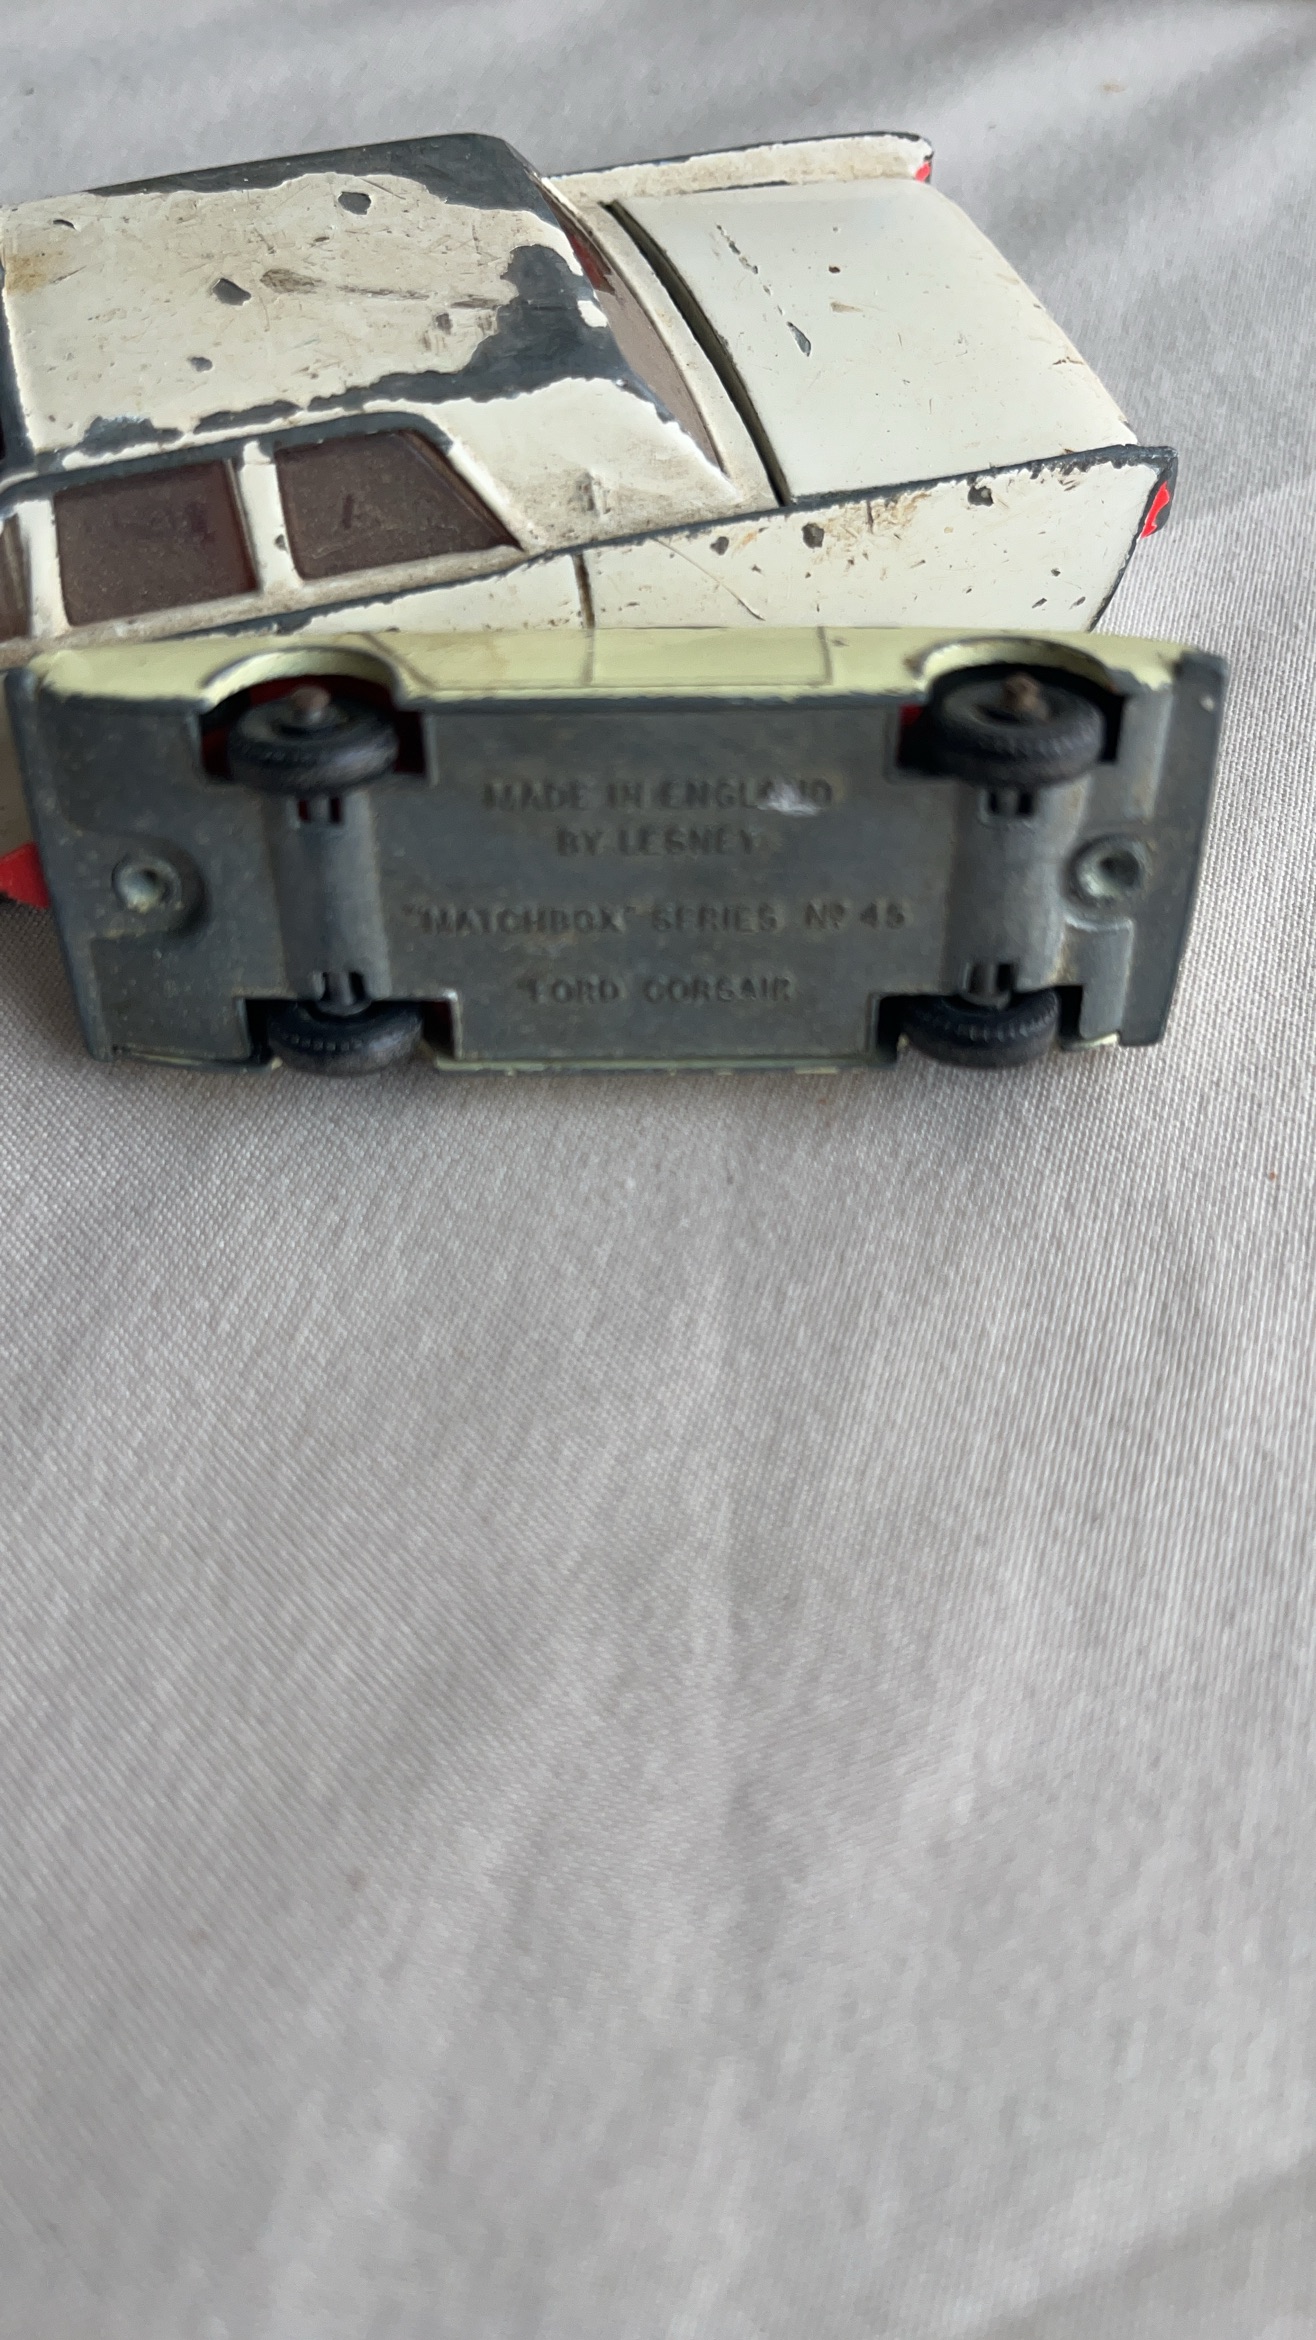 MADE IN ENGLAND
BY LESNEY
"MATCHBOX" SERIES Nº 45
FORD CORSAIR